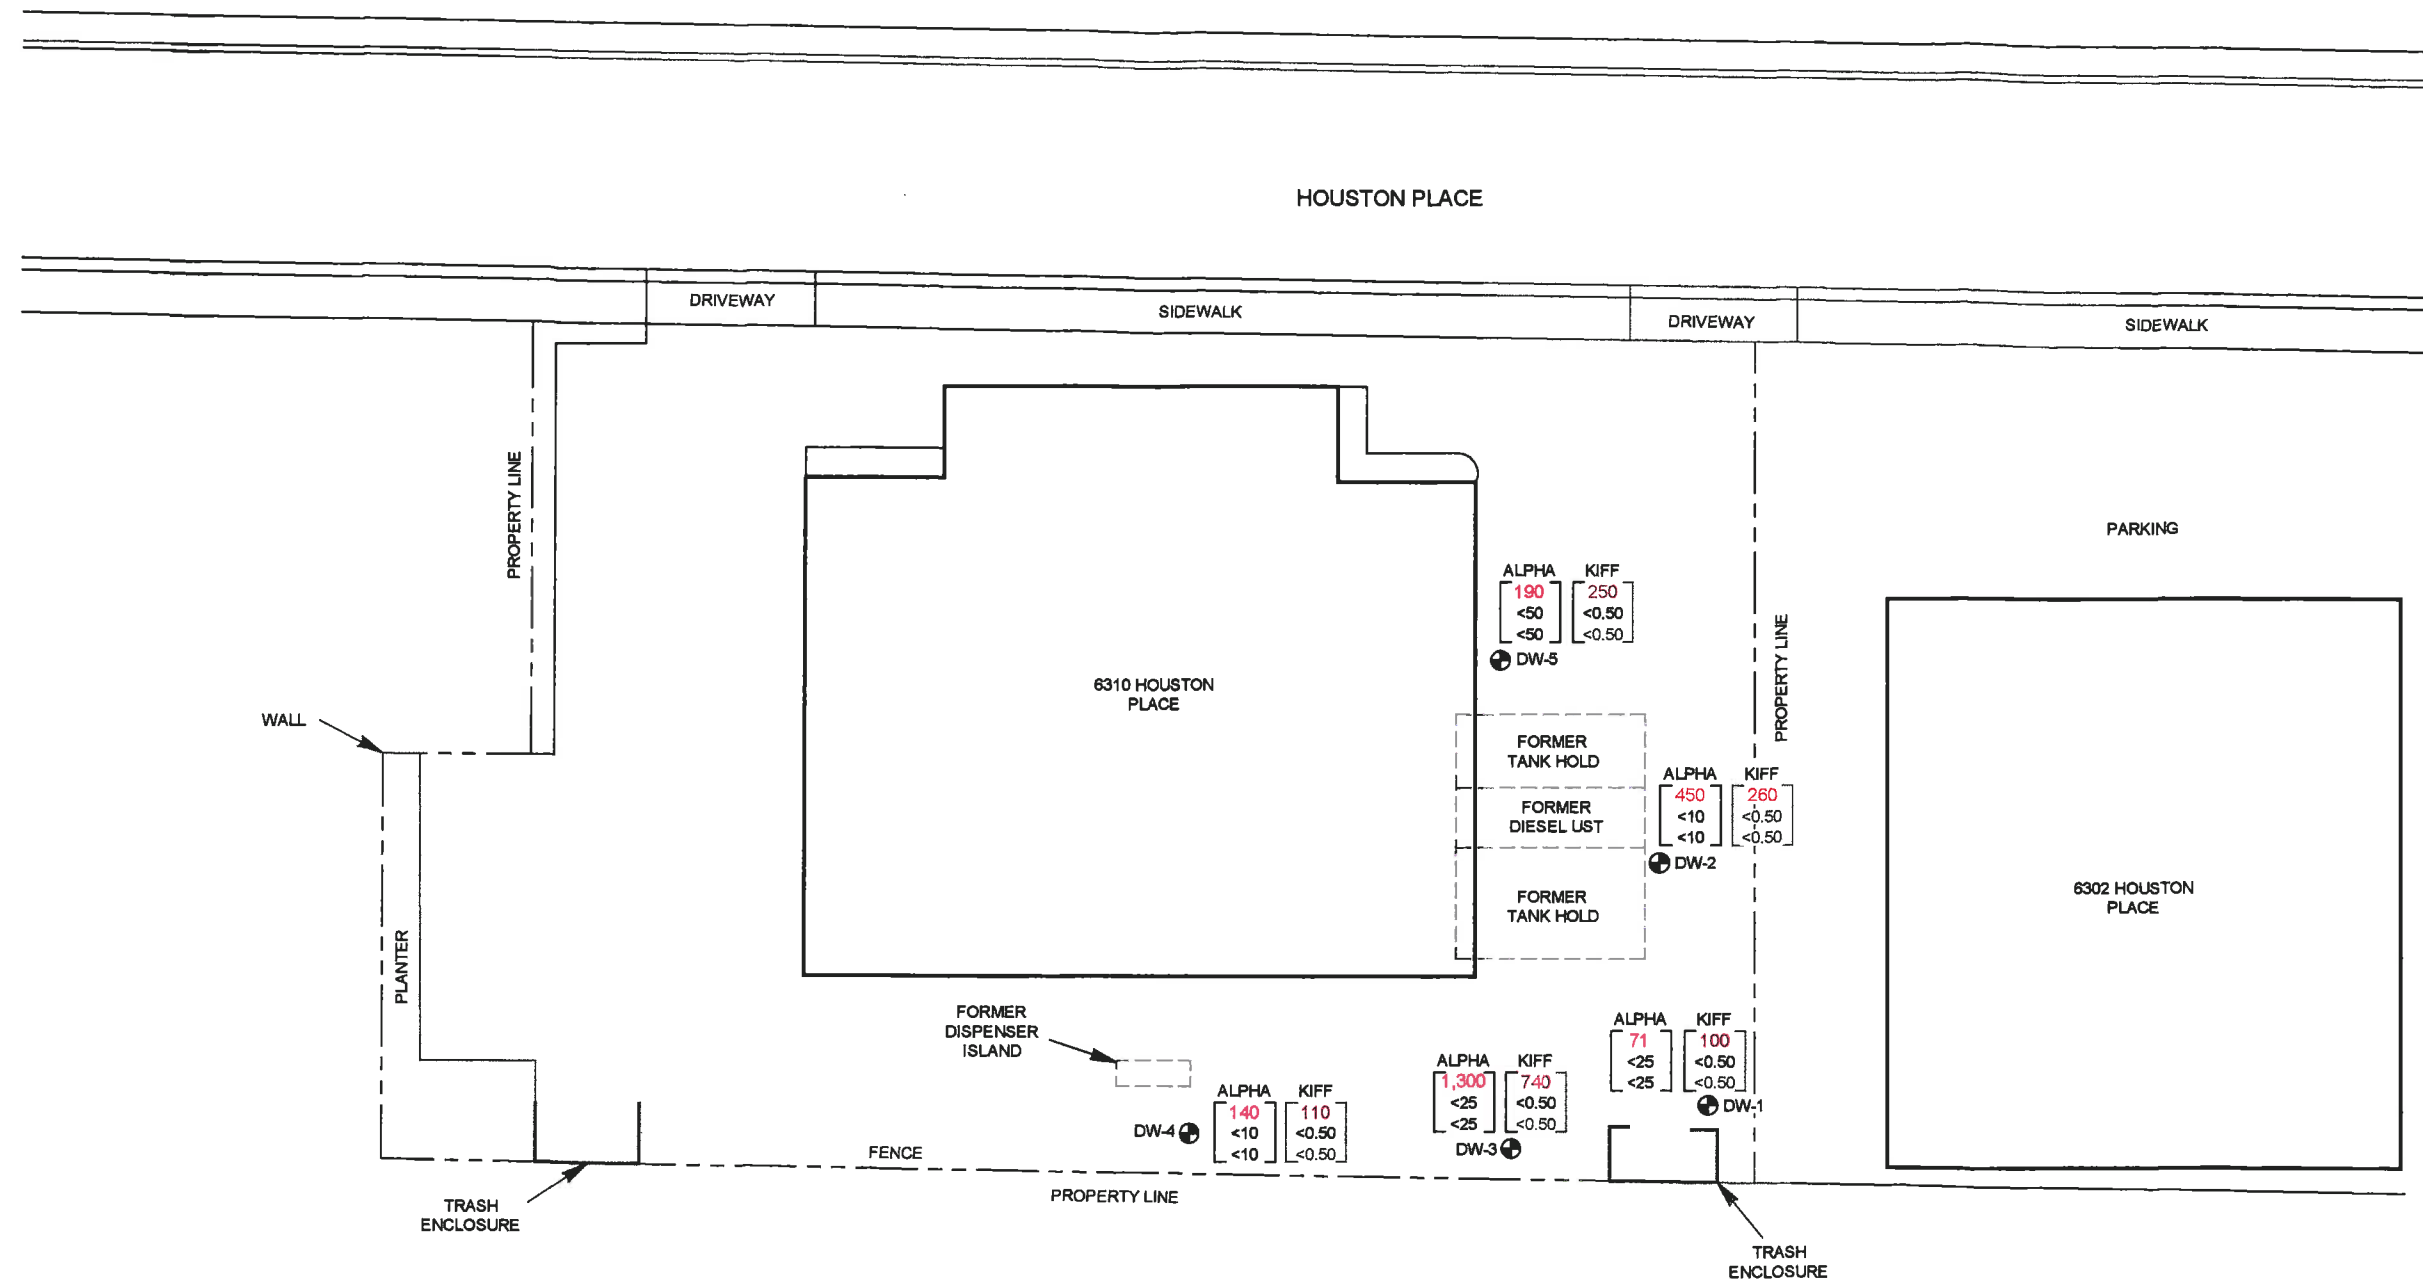 HOUSTON PLACE
DRIVEWAY
SIDEWALK
DRIVEWAY
SIDEWALK
PROPERTY LINE
PARKING
ALPHA KIFF
190 250
<50 <0.50
<50 <0.50
DW-5
6310 HOUSTON
PLACE
PROPERTY LINE
WALL
FORMER
TANK HOLD
ALPHA KIFF
450 260
<10 <0.50
<10 <0.50
DW-2
FORMER
DIESEL UST
FORMER
TANK HOLD
6302 HOUSTON
PLACE
PLANTER
FORMER
DISPENSER
ISLAND
ALPHA KIFF
71 100
<25 <0.50
<25 <0.50
DW-1
ALPHA KIFF
1,300 740
<25 <0.50
<25 <0.50
DW-3
ALPHA KIFF
140 110
<10 <0.50
<10 <0.50
DW-4
FENCE
PROPERTY LINE
TRASH
ENCLOSURE
TRASH
ENCLOSURE